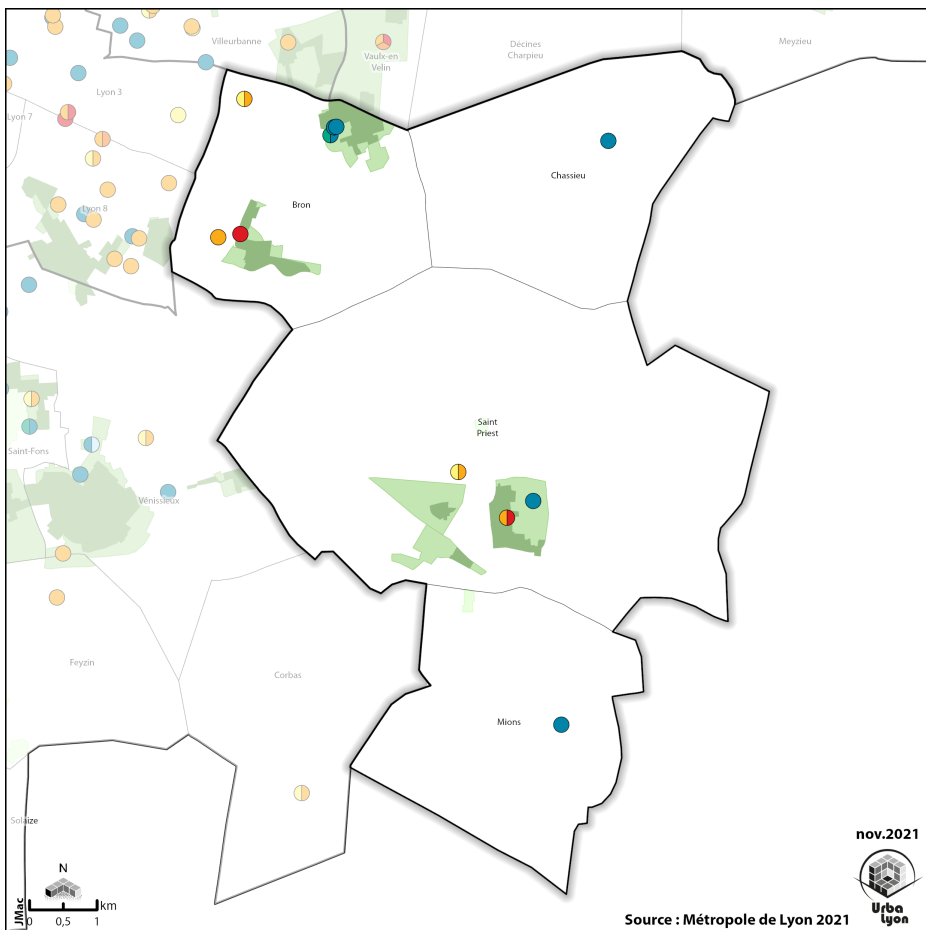 Villeurbanne
Vaulx-en
Velin
Décines
Charpieu
Meyzieu
Lyon 3
Lyon 7
Chassieu
Bron
Lyon 8
Saint
Priest
Saint-Fons
Vénissieux
Feyzin
Corbas
Mions
Solaize
nov.2021
N
JMac
0 0,5 1 km
Source : Métropole de Lyon 2021
Urba
Lyon